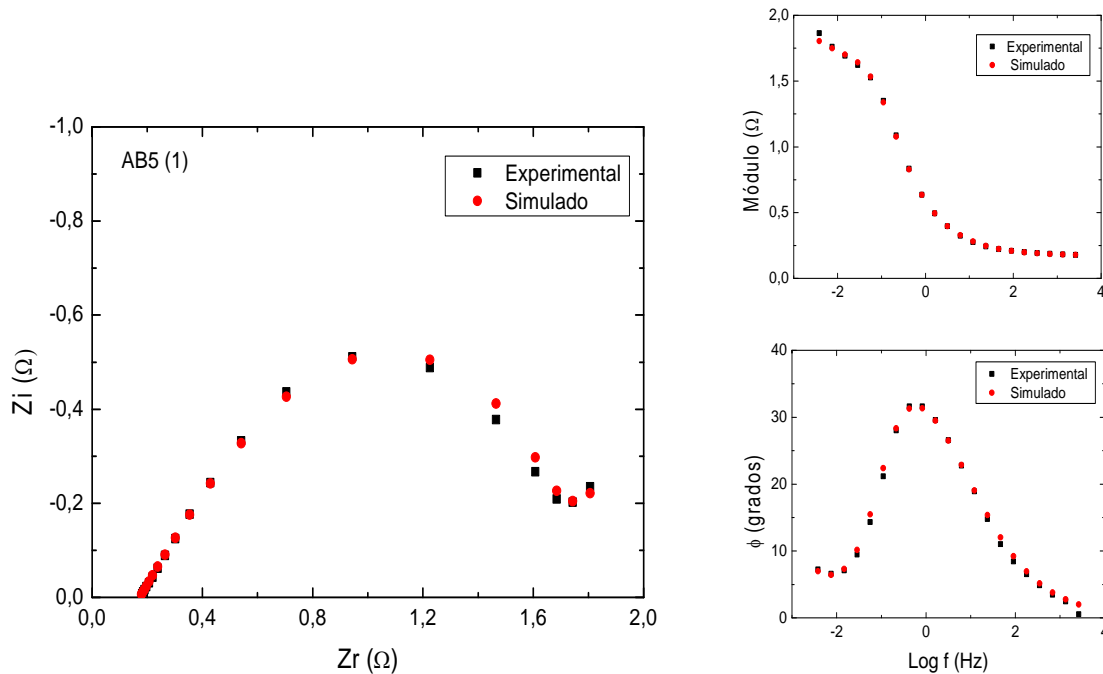 AB5 (1)
Experimental
Simulado
-1,0
-0,8
-0,6
-0,4
-0,2
0,0
0,0
0,4
0,8
1,2
1,6
2,0
Zi (Ω)
Zr (Ω)
Experimental
Simulado
2,0
1,5
1,0
0,5
0,0
-2
0
2
4
Módulo (Ω)
Experimental
Simulado
40
30
20
10
0
-2
0
2
4
ϕ (grados)
Log f (Hz)